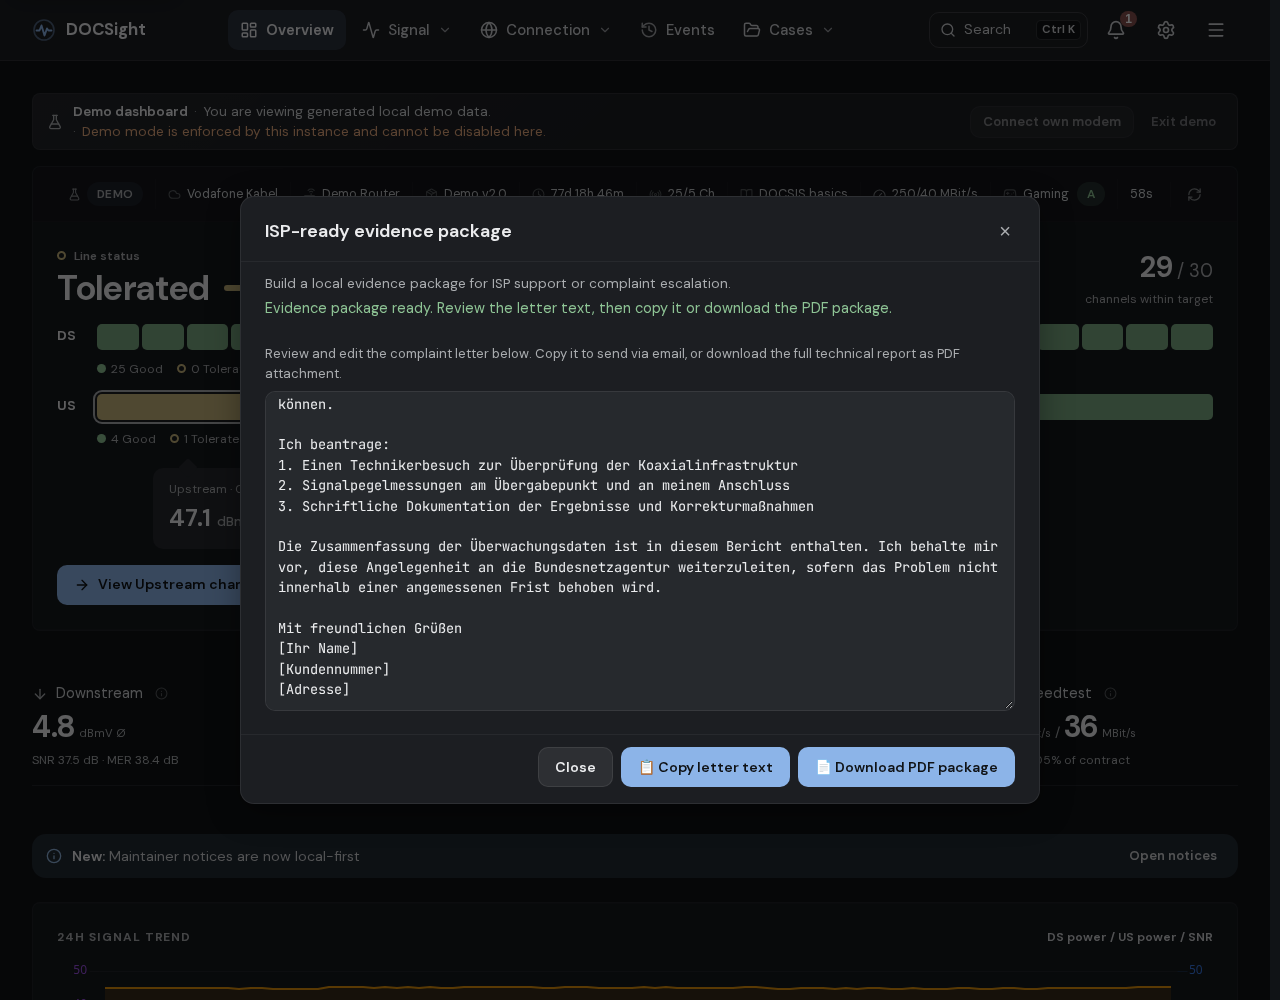 DOCSight
Overview
Signal
Connection
Events
Cases
Search
Ctrl K
1
Demo dashboard · You are viewing generated local demo data.
· Demo mode is enforced by this instance and cannot be disabled here.
Connect own modem
Exit demo
DEMO
Vodafone Kabel
Demo Router
Demo v2.0
77d 18h 46m
25/5 Ch
DOCSIS basics
250/40 MBit/s
Gaming
A
58s
Line status
Tolerated
29 / 30
channels within target
DS
25 Good
0 Tolera
US
4 Good
1 Tolerate
Upstream ·
47.1 dBm
View Upstream chan
ISP-ready evidence package
×
Build a local evidence package for ISP support or complaint escalation.
Evidence package ready. Review the letter text, then copy it or download the PDF package.
Review and edit the complaint letter below. Copy it to send via email, or download the full technical report as PDF
attachment.
können.
Ich beantrage:
1. Einen Technikerbesuch zur Überprüfung der Koaxialinfrastruktur
2. Signalpegelmessungen am Übergabepunkt und an meinem Anschluss
3. Schriftliche Dokumentation der Ergebnisse und Korrekturmaßnahmen
Die Zusammenfassung der Überwachungsdaten ist in diesem Bericht enthalten. Ich behalte mir
vor, diese Angelegenheit an die Bundesnetzagentur weiterzuleiten, sofern das Problem nicht
innerhalb einer angemessenen Frist behoben wird.
Mit freundlichen Grüßen
[Ihr Name]
[Kundennummer]
[Adresse]
Close
Copy letter text
Download PDF package
Downstream
4.8 dBmV Ø
SNR 37.5 dB · MER 38.4 dB
eedtest
/ 36 MBit/s
95% of contract
New: Maintainer notices are now local-first
Open notices
24H SIGNAL TREND
DS power / US power / SNR
50
50